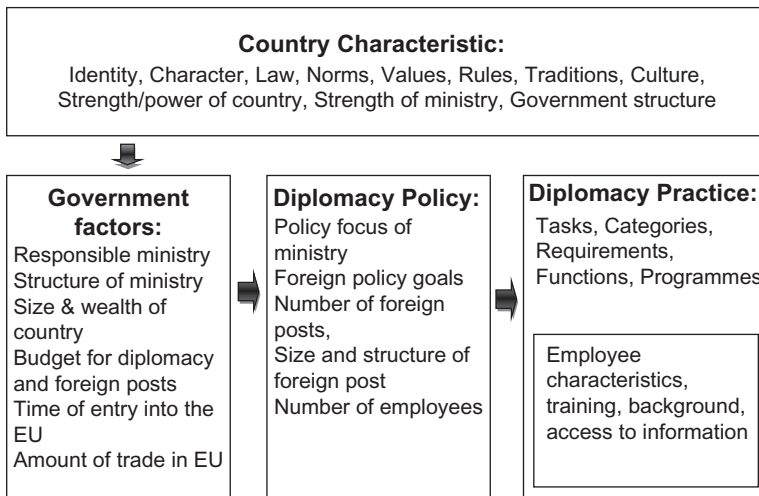 Country Characteristic:
Identity, Character, Law, Norms, Values, Rules, Traditions, Culture,
Strength/power of country, Strength of ministry, Government structure
Government
factors:
Responsible ministry
Structure of ministry
Size & wealth of
country
Budget for diplomacy
and foreign posts
Time of entry into the
EU
Amount of trade in EU
Diplomacy Policy:
Policy focus of
ministry
Foreign policy goals
Number of foreign
posts,
Size and structure of
foreign post
Number of employees
Diplomacy Practice:
Tasks, Categories,
Requirements,
Functions, Programmes
Employee
characteristics,
training, background,
access to information